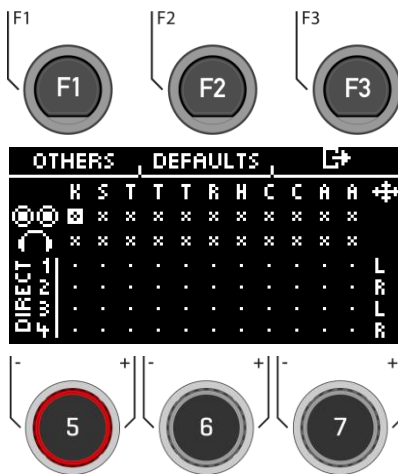 F1 F2 F3
F1 F2 F3
OTHERS DEFAULTS
K S T T T R H C C A A
x x x x x x x x x x x
x x x x x x x x x x x
DIRECT
1 . . . . . . . . . . . L
2 . . . . . . . . . . . R
3 . . . . . . . . . . . L
4 . . . . . . . . . . . R
- + - + - +
5 6 7